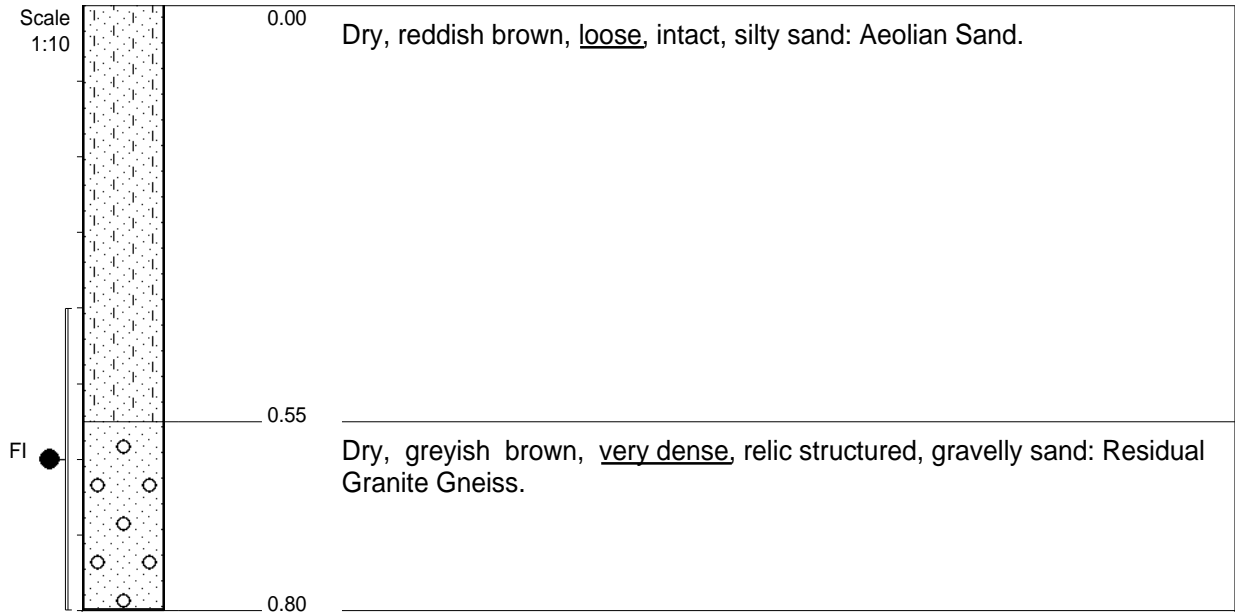 Scale
1:10
0.00
Dry, reddish brown, loose, intact, silty sand: Aeolian Sand.
0.55
FI
Dry, greyish brown, very dense, relic structured, gravelly sand: Residual
Granite Gneiss.
0.80